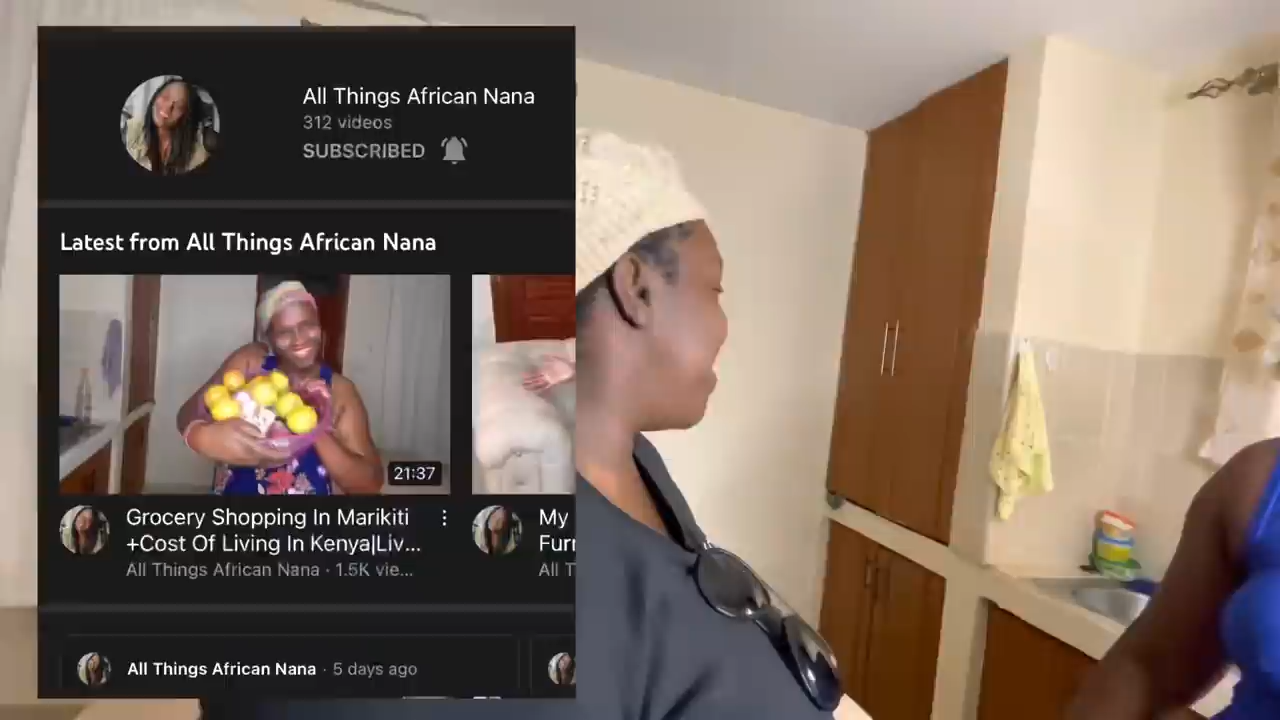 All Things African Nana
312 videos
SUBSCRIBED
Latest from All Things African Nana
21:37
Grocery Shopping In Marikiti
+Cost Of Living In Kenya|Liv...
All Things African Nana · 1.5K vie...
My
Furr
All T
All Things African Nana · 5 days ago